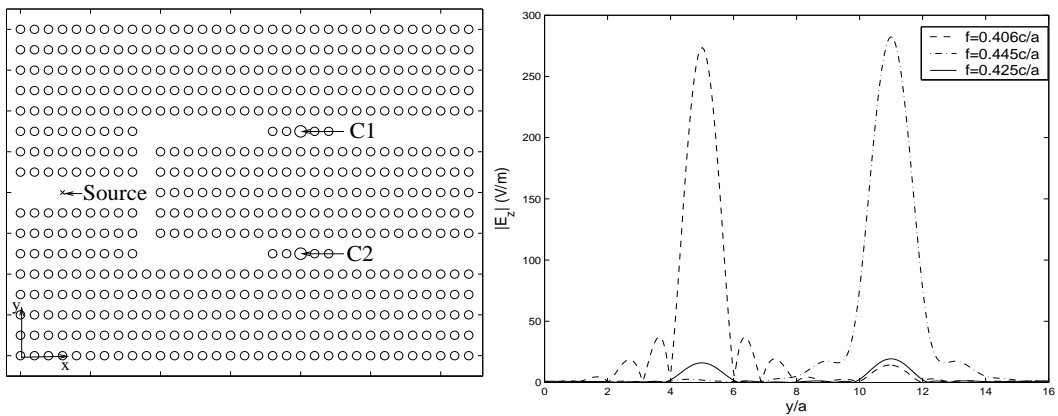 C1
Source
C2
y
x
300
250
200
150
100
50
0
|E_z| (V/m)
f=0.406c/a
f=0.445c/a
f=0.425c/a
0 2 4 6 8 10 12 14 16
y/a